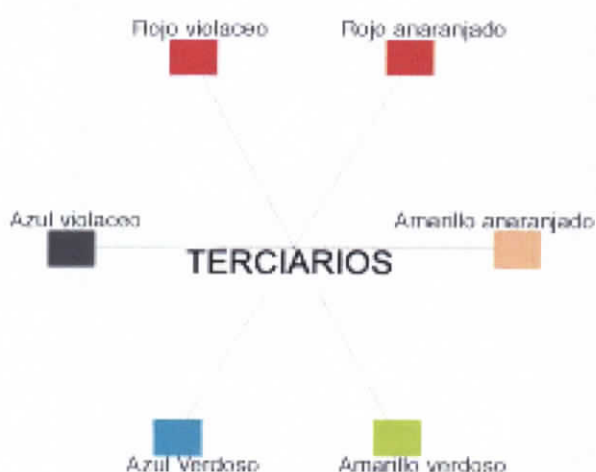 Rojo violaceo
Rojo anaranjado
Azul violaceo
Amarillo anaranjado
TERCIARIOS
Azul Verdoso
Amarillo verdoso